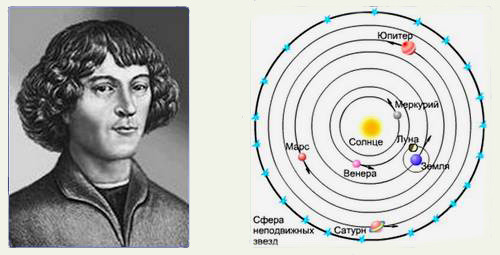 Юпитер
Меркурий
Солнце
Луна
Марс
Земля
Венера
Сфера
неподвижных
звезд
Сатурн